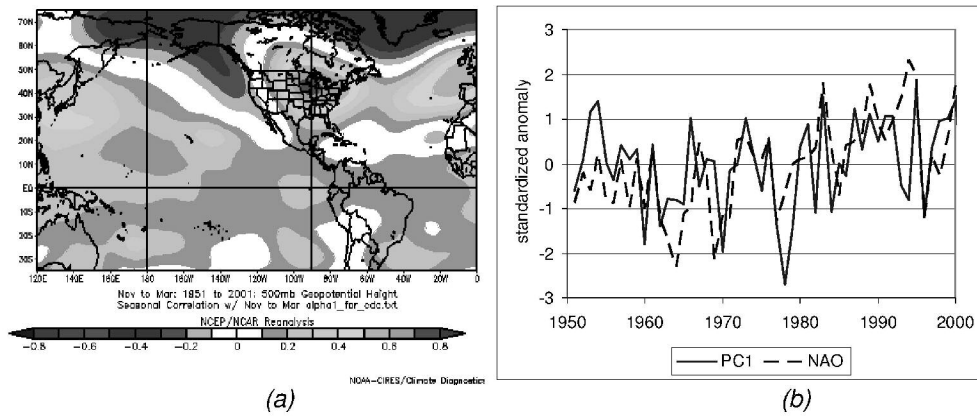 70N
60N
50N
40N
30N
20N
10N
EQ
10S
20S
30S
120E 140E 160E 180 160W 140W 120W 100W 80W 60W 40W 20W 0
Nov to Mar: 1951 to 2001: 500mb Geopotential Height
Seasonal Correlation w/ Nov to Mar alpha1_for_cdc.txt
NCEP/NCAR Reanalysis
-0.8 -0.6 -0.4 -0.2 0 0.2 0.4 0.6 0.8
NOAA-CIRES/Climate Diagnostics
(a)
standardized anomaly
3
2
1
0
-1
-2
-3
1950 1960 1970 1980 1990 2000
PC1 NAO
(b)